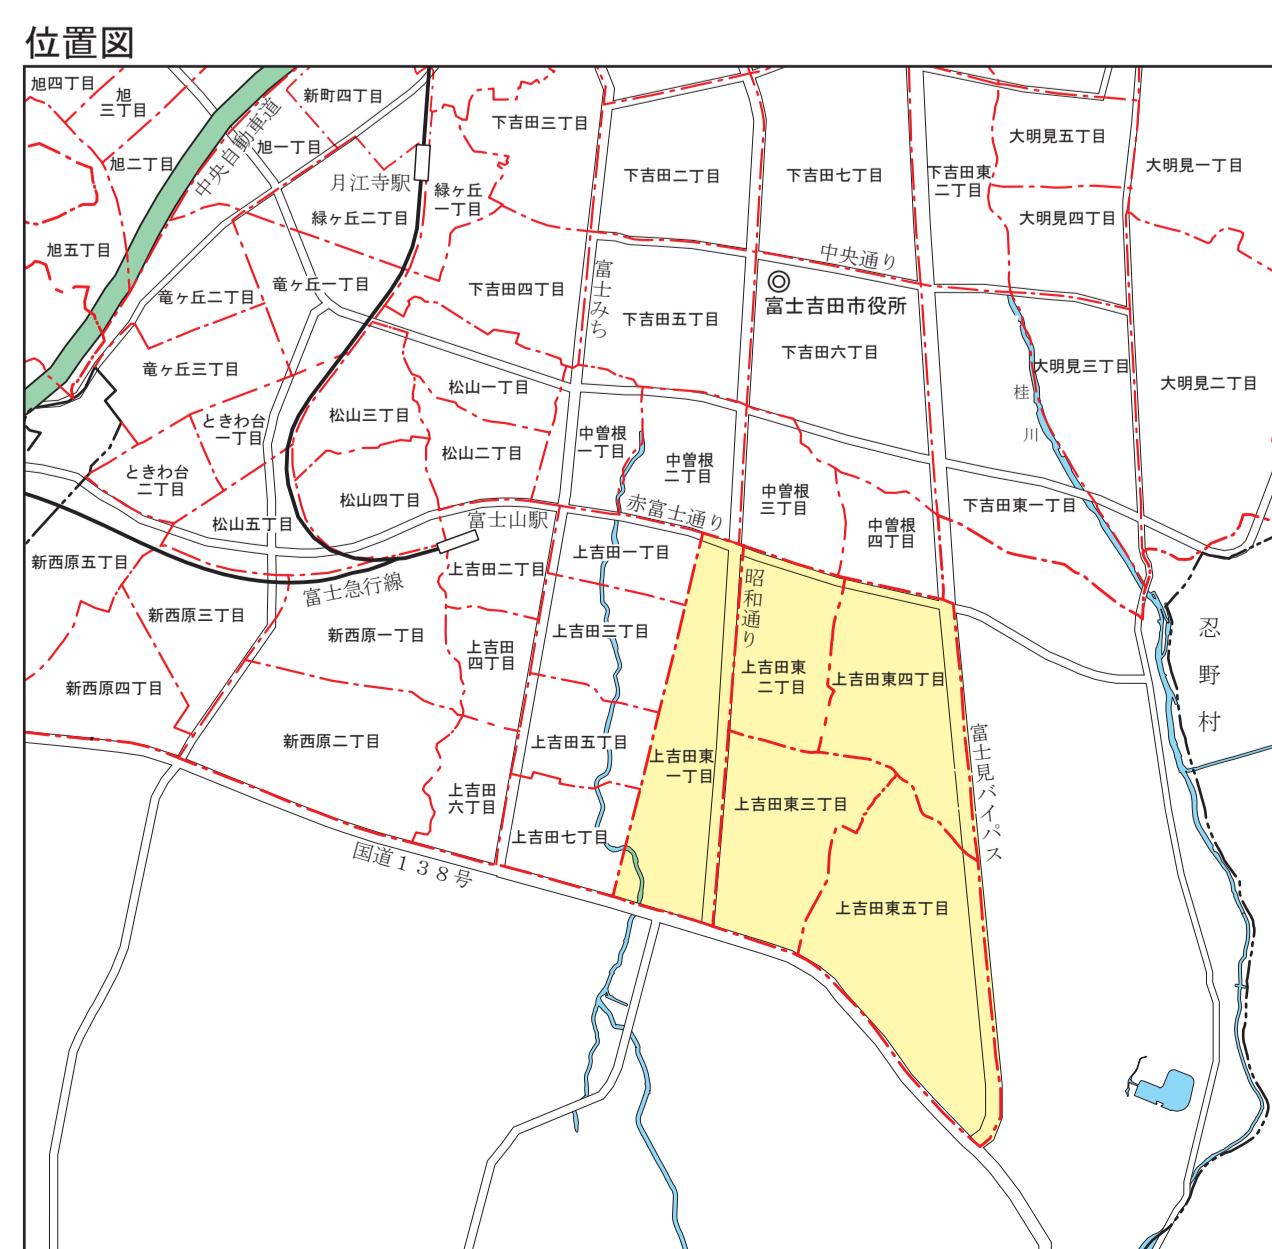 位置図
旭四丁目
旭
三丁目
新町四丁目
下吉田三丁目
大明見五丁目
大明見一丁目
中央自動車道
旭一丁目
旭二丁目
月江寺駅
緑ヶ丘
一丁目
下吉田二丁目
下吉田七丁目
下吉田東
二丁目
緑ヶ丘二丁目
大明見四丁目
旭五丁目
中央通り
竜ヶ丘二丁目
竜ヶ丘一丁目
下吉田四丁目
富士みち
富士吉田市役所
下吉田五丁目
下吉田六丁目
竜ヶ丘三丁目
松山一丁目
大明見三丁目
大明見二丁目
桂川
ときわ台
一丁目
松山三丁目
中曽根
一丁目
松山二丁目
中曽根
二丁目
ときわ台
二丁目
松山四丁目
中曽根
三丁目
下吉田東一丁目
松山五丁目
富士山駅
赤富士通り
中曽根
四丁目
新西原五丁目
上吉田一丁目
上吉田二丁目
富士急行線
昭和通り
新西原三丁目
新西原一丁目
上吉田三丁目
上吉田
四丁目
忍野村
新西原四丁目
上吉田東
二丁目
上吉田東四丁目
新西原二丁目
上吉田五丁目
上吉田東
一丁目
富士見バイパス
上吉田
六丁目
上吉田東三丁目
上吉田七丁目
国道138号
上吉田東五丁目